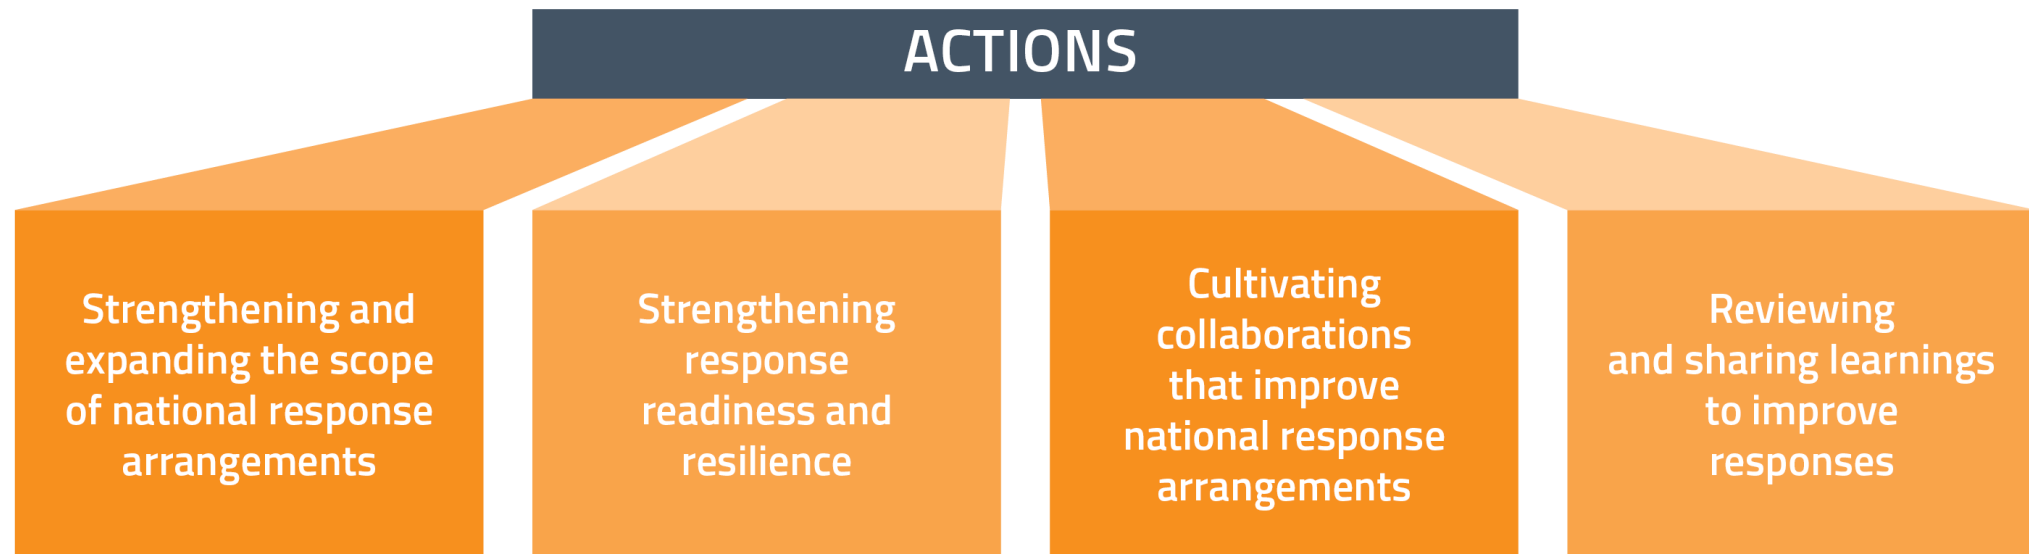 ACTIONS
Strengthening and
expanding the scope
of national response
arrangements
Strengthening
response
readiness and
resilience
Cultivating
collaborations
that improve
national response
arrangements
Reviewing
and sharing learnings
to improve
responses